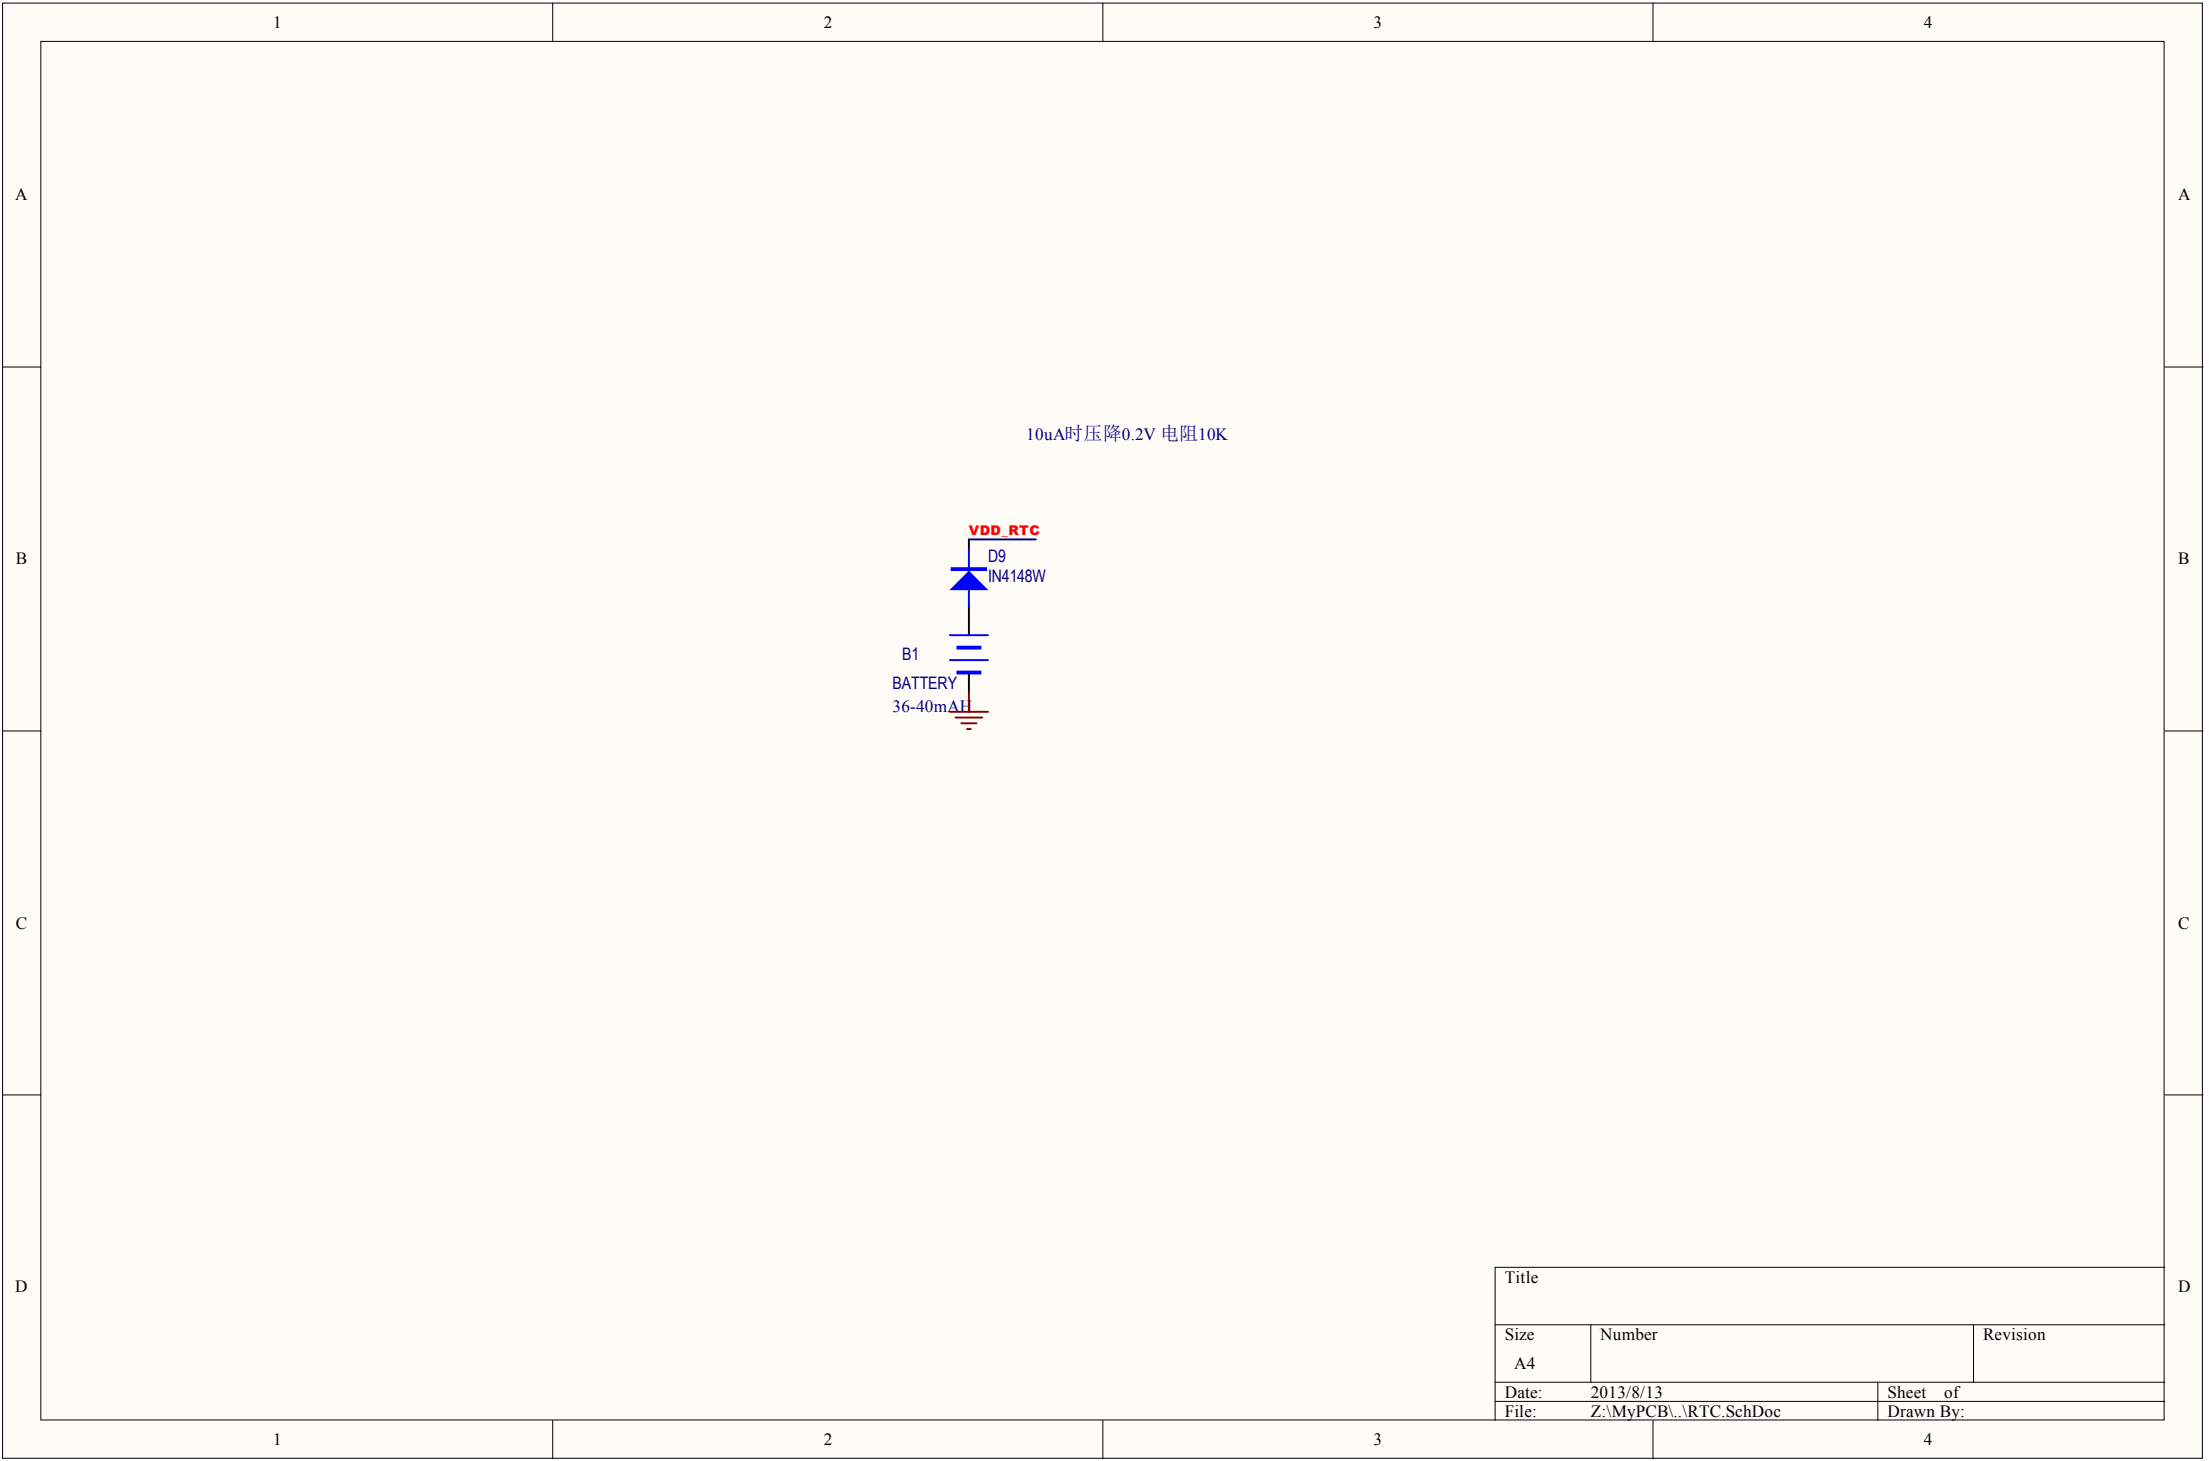 1 2 3 4
A A
10uA时压降0.2V 电阻10K
VDD_RTC
B B
D9
IN4148W
B1
BATTERY
36-40mAH
C C
D D
Title
Size Number Revision
A4
Date: 2013/8/13 Sheet of
File: Z:\MyPCB\..\RTC.SchDoc Drawn By:
1 2 3 4